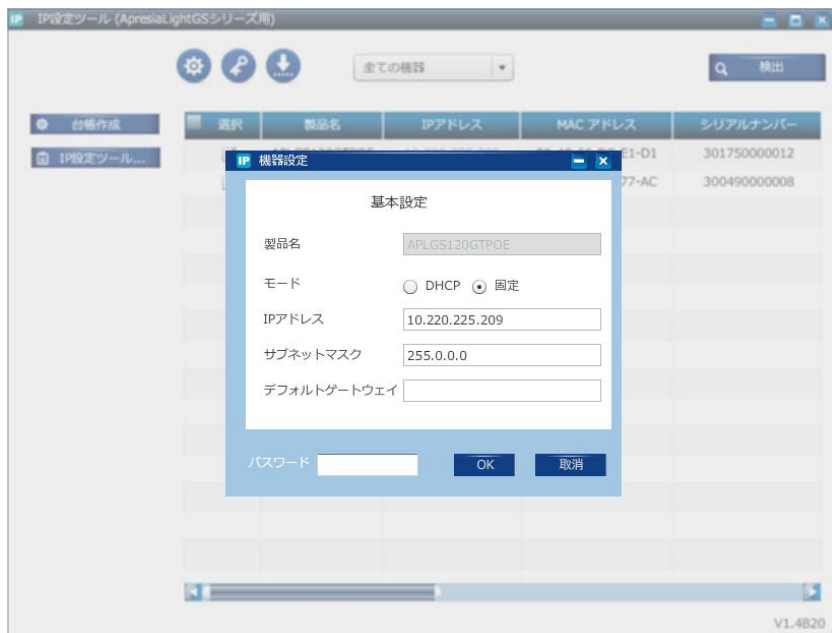 IP IP設定ツール (ApresiaLightGSシリーズ用)
全ての機器
検出
台帳作成
IP設定ツール...
選択 製品名 IPアドレス MAC アドレス シリアルナンバー
E1-D1 301750000012
77-AC 300490000008
IP 機器設定
基本設定
製品名 APLGS120GTPOE
モード DHCP 固定
IPアドレス 10.220.225.209
サブネットマスク 255.0.0.0
デフォルトゲートウェイ
パスワード OK 取消
V1.4B20